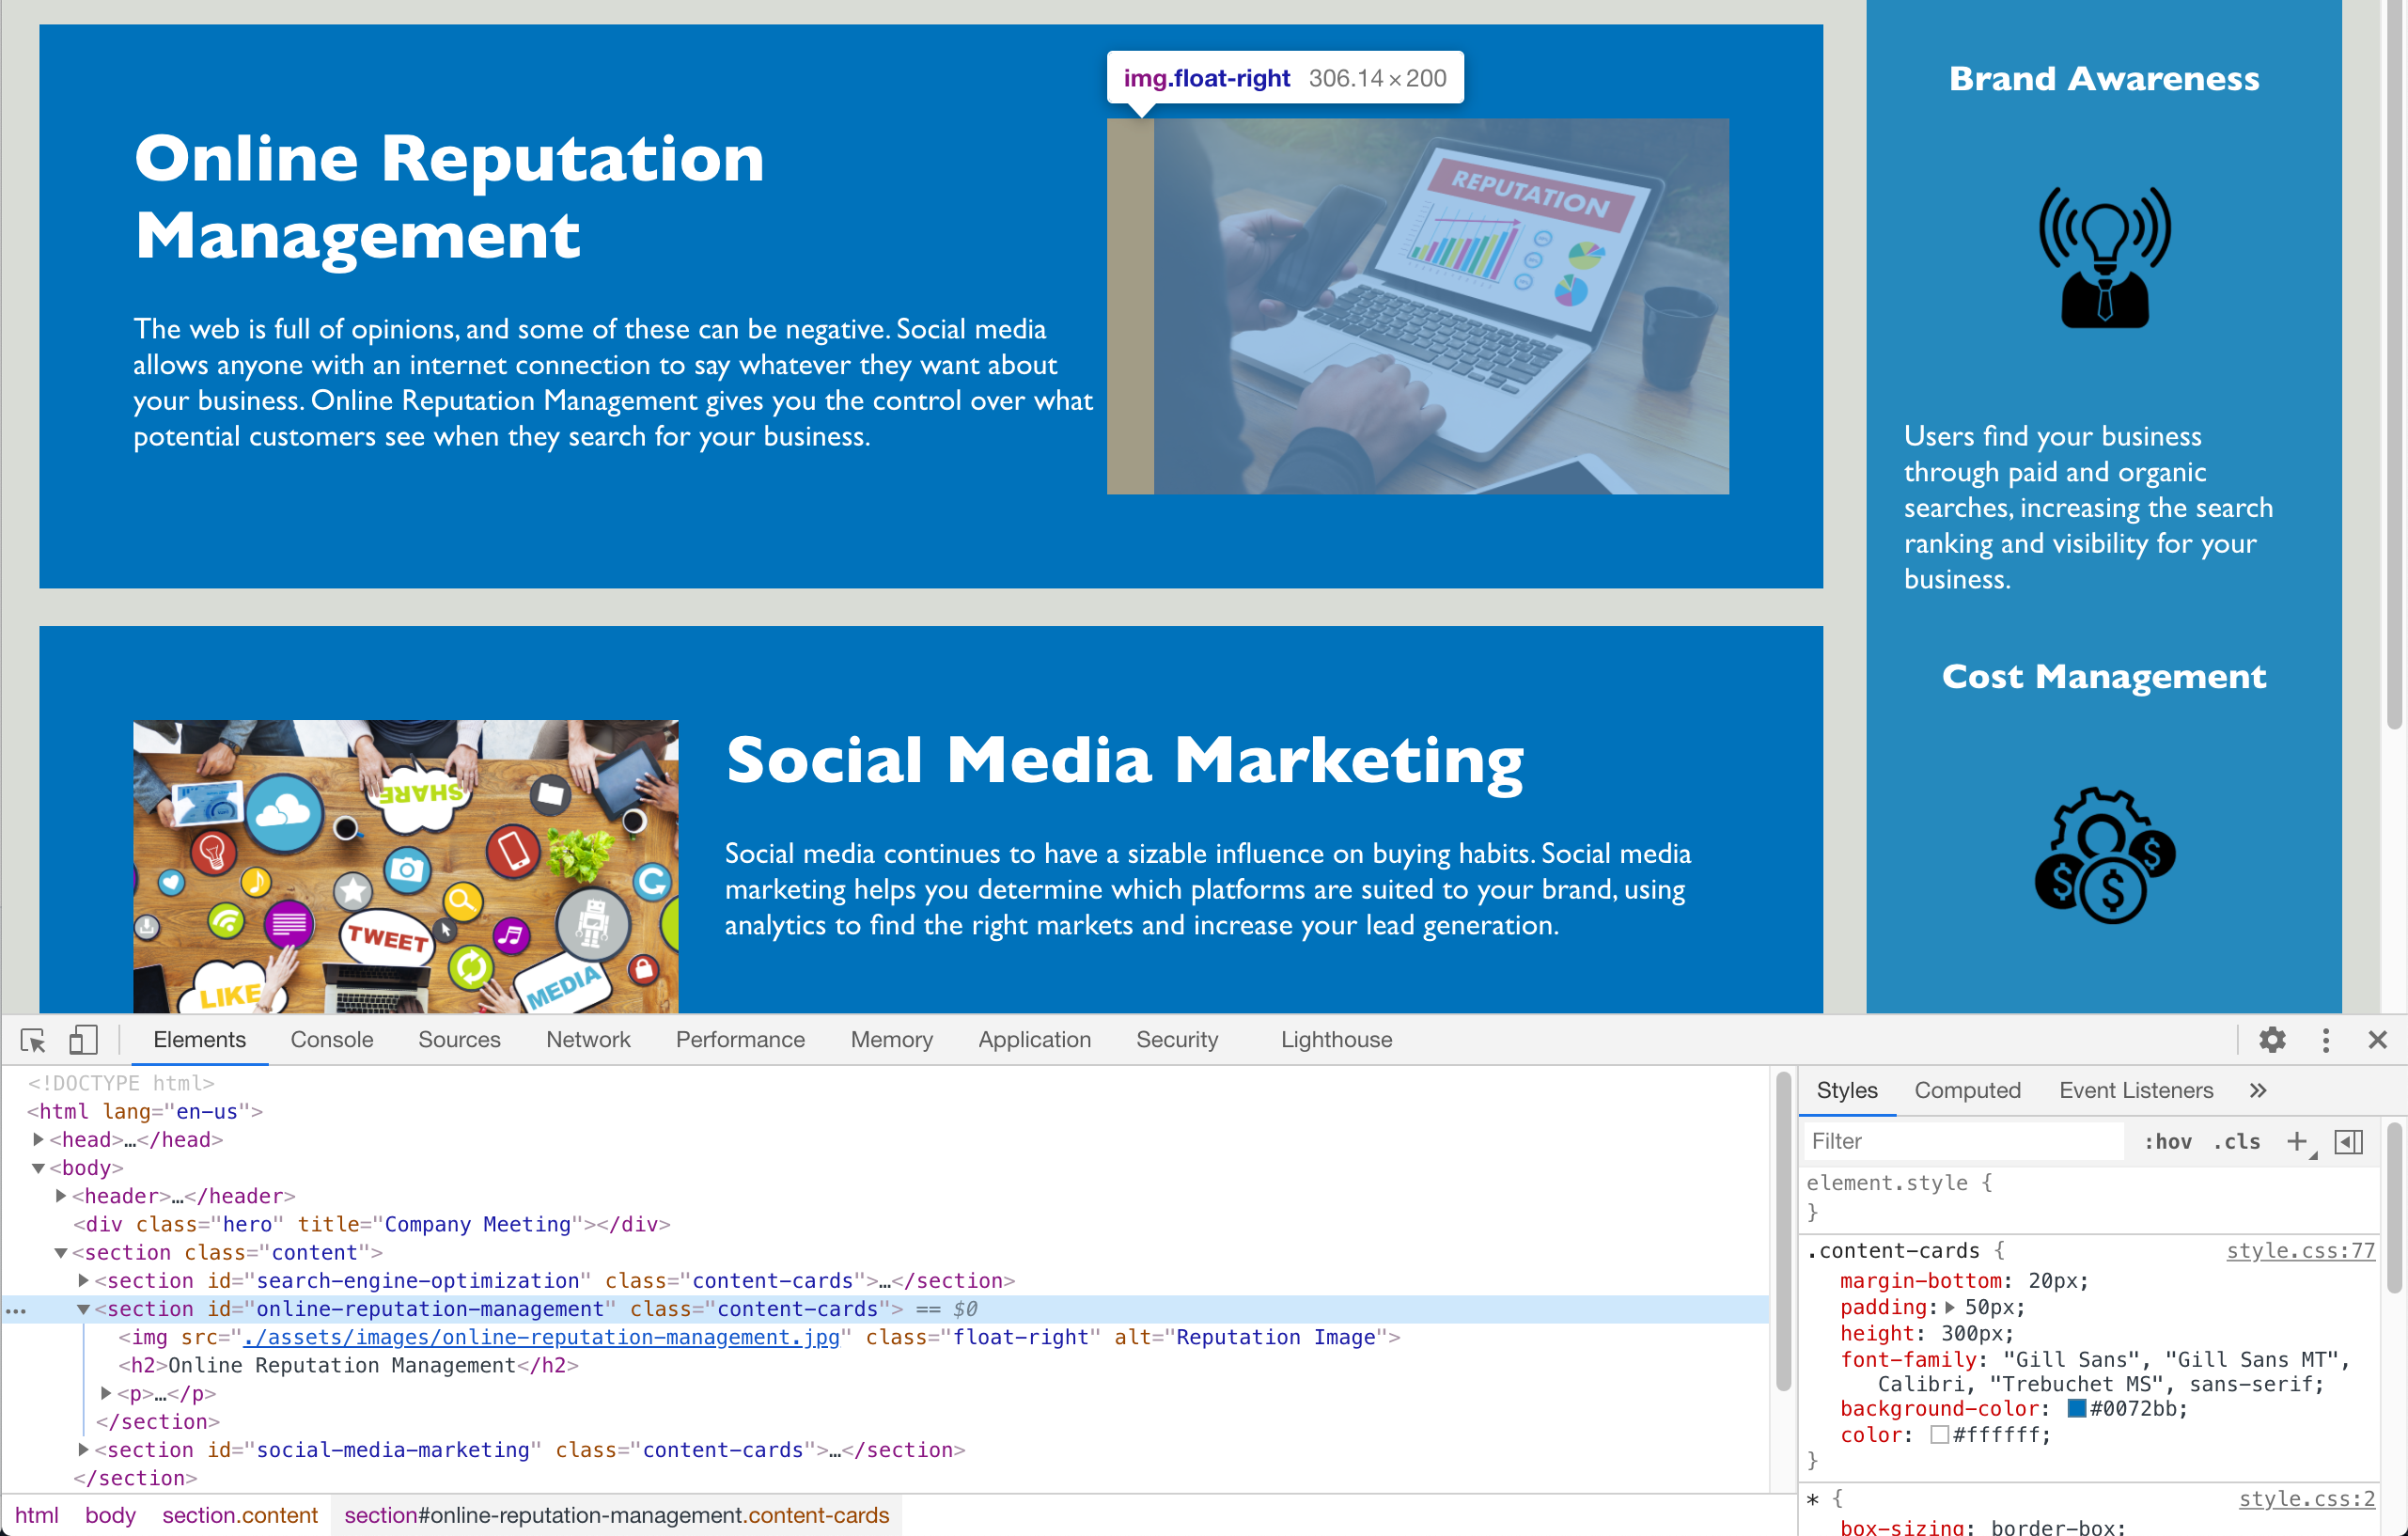 img.float-right 306.14 × 200
Online Reputation
Management
The web is full of opinions, and some of these can be negative. Social media
allows anyone with an internet connection to say whatever they want about
your business. Online Reputation Management gives you the control over what
potential customers see when they search for your business.
REPUTATION
Brand Awareness
Users find your business
through paid and organic
searches, increasing the search
ranking and visibility for your
business.
Cost Management
$
$
$
SHARE
TWEET
LIKE
MEDIA
Social Media Marketing
Social media continues to have a sizable influence on buying habits. Social media
marketing helps you determine which platforms are suited to your brand, using
analytics to find the right markets and increase your lead generation.
Elements Console Sources Network Performance Memory Application Security Lighthouse
<!DOCTYPE html>
<html lang="en-us">
<head>…</head>
<body>
<header>…</header>
<div class="hero" title="Company Meeting"></div>
<section class="content">
<section id="search-engine-optimization" class="content-cards">…</section>
<section id="online-reputation-management" class="content-cards"> == $0
<img src="./assets/images/online-reputation-management.jpg" class="float-right" alt="Reputation Image">
<h2>Online Reputation Management</h2>
<p>…</p>
</section>
<section id="social-media-marketing" class="content-cards">…</section>
</section>
html body section.content section#online-reputation-management.content-cards
Styles Computed Event Listeners »
Filter :hov .cls +
element.style {
}
.content-cards { style.css:77
margin-bottom: 20px;
padding: 50px;
height: 300px;
font-family: "Gill Sans", "Gill Sans MT",
Calibri, "Trebuchet MS", sans-serif;
background-color: #0072bb;
color: #ffffff;
}
* { style.css:2
box-sizing: border-box;